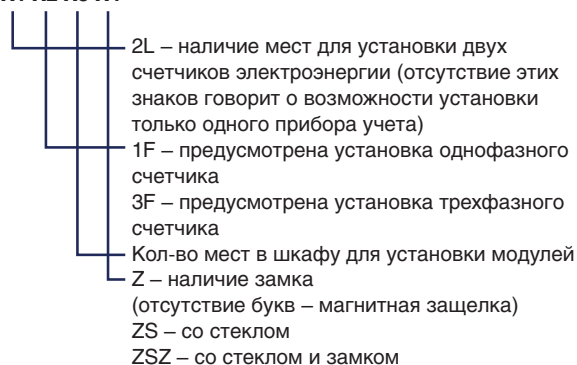 2L – наличие мест для установки двух
счетчиков электроэнергии (отсутствие этих
знаков говорит о возможности установки
только одного прибора учета)
1F – предусмотрена установка однофазного
счетчика
3F – предусмотрена установка трехфазного
счетчика
Кол-во мест в шкафу для установки модулей
Z – наличие замка
(отсутствие букв – магнитная защелка)
ZS – со стеклом
ZSZ – со стеклом и замком